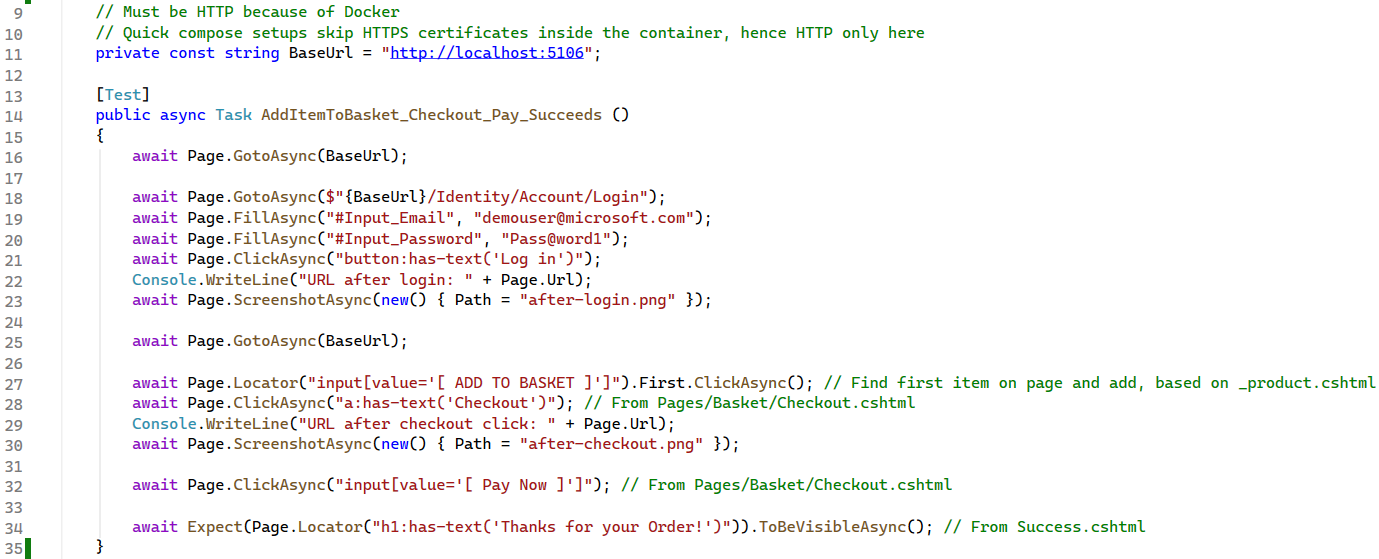 9 // Must be HTTP because of Docker
10 // Quick compose setups skip HTTPS certificates inside the container, hence HTTP only here
11 private const string BaseUrl = "http://localhost:5106";
12
13 [Test]
14 public async Task AddItemToBasket_Checkout_Pay_Succeeds ()
15 {
16 await Page.GotoAsync(BaseUrl);
17
18 await Page.GotoAsync($"{BaseUrl}/Identity/Account/Login");
19 await Page.FillAsync("#Input_Email", "demouser@microsoft.com");
20 await Page.FillAsync("#Input_Password", "Pass@word1");
21 await Page.ClickAsync("button:has-text('Log in')");
22 Console.WriteLine("URL after login: " + Page.Url);
23 await Page.ScreenshotAsync(new() { Path = "after-login.png" });
24
25 await Page.GotoAsync(BaseUrl);
26
27 await Page.Locator("input[value='[ ADD TO BASKET ]']").First.ClickAsync(); // Find first item on page and add, based on _product.cshtml
28 await Page.ClickAsync("a:has-text('Checkout')"); // From Pages/Basket/Checkout.cshtml
29 Console.WriteLine("URL after checkout click: " + Page.Url);
30 await Page.ScreenshotAsync(new() { Path = "after-checkout.png" });
31
32 await Page.ClickAsync("input[value='[ Pay Now ]']"); // From Pages/Basket/Checkout.cshtml
33
34 await Expect(Page.Locator("h1:has-text('Thanks for your Order!')")).ToBeVisibleAsync(); // From Success.cshtml
35 }